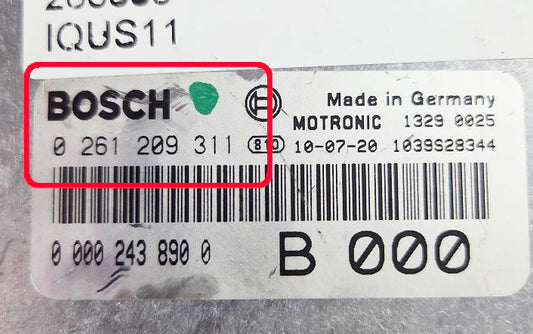 IQUS11
BOSCH Made in Germany
MOTRONIC 1329 0025
0 261 209 311 810 10-07-20 1039S28344
0 000 243 890 0 B 000